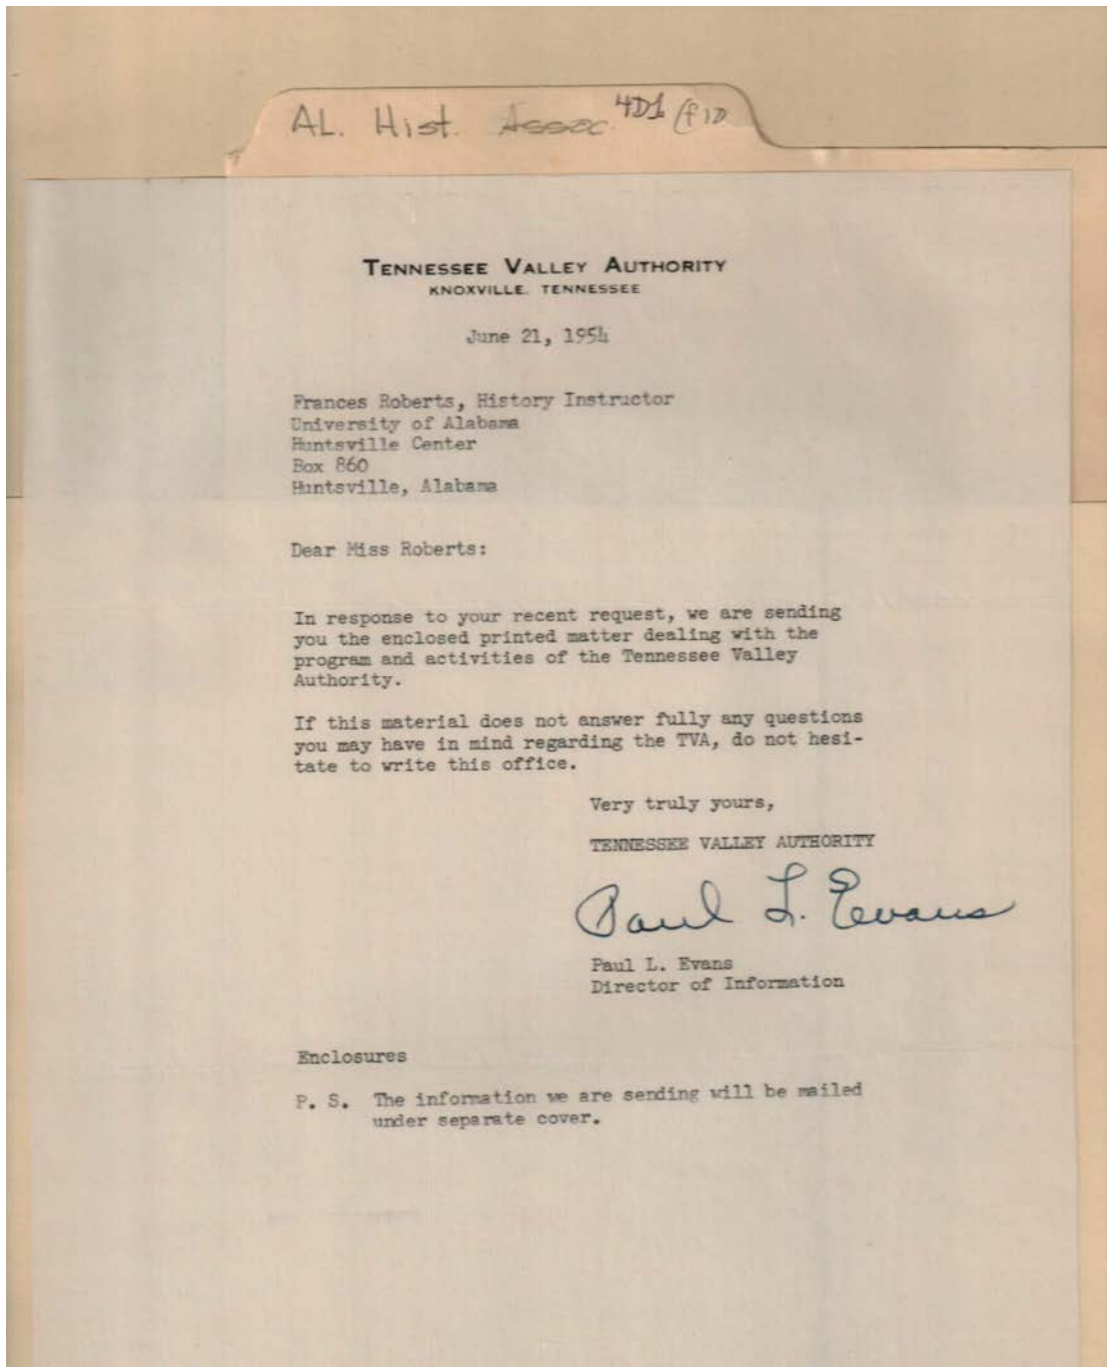 AL. Hist. Assoc. 4D1
TENNESSEE VALLEY AUTHORITY
KNOXVILLE, TENNESSEE
June 21, 1954
Frances Roberts, History Instructor
University of Alabama
Huntsville Center
Box 860
Huntsville, Alabama
Dear Miss Roberts:
In response to your recent request, we are sending
you the enclosed printed matter dealing with the
program and activities of the Tennessee Valley
Authority.
If this material does not answer fully any questions
you may have in mind regarding the TVA, do not hesi-
tate to write this office.
Very truly yours,
TENNESSEE VALLEY AUTHORITY
Paul L. Evans
Paul L. Evans
Director of Information
Enclosures
P. S. The information we are sending will be mailed
under separate cover.